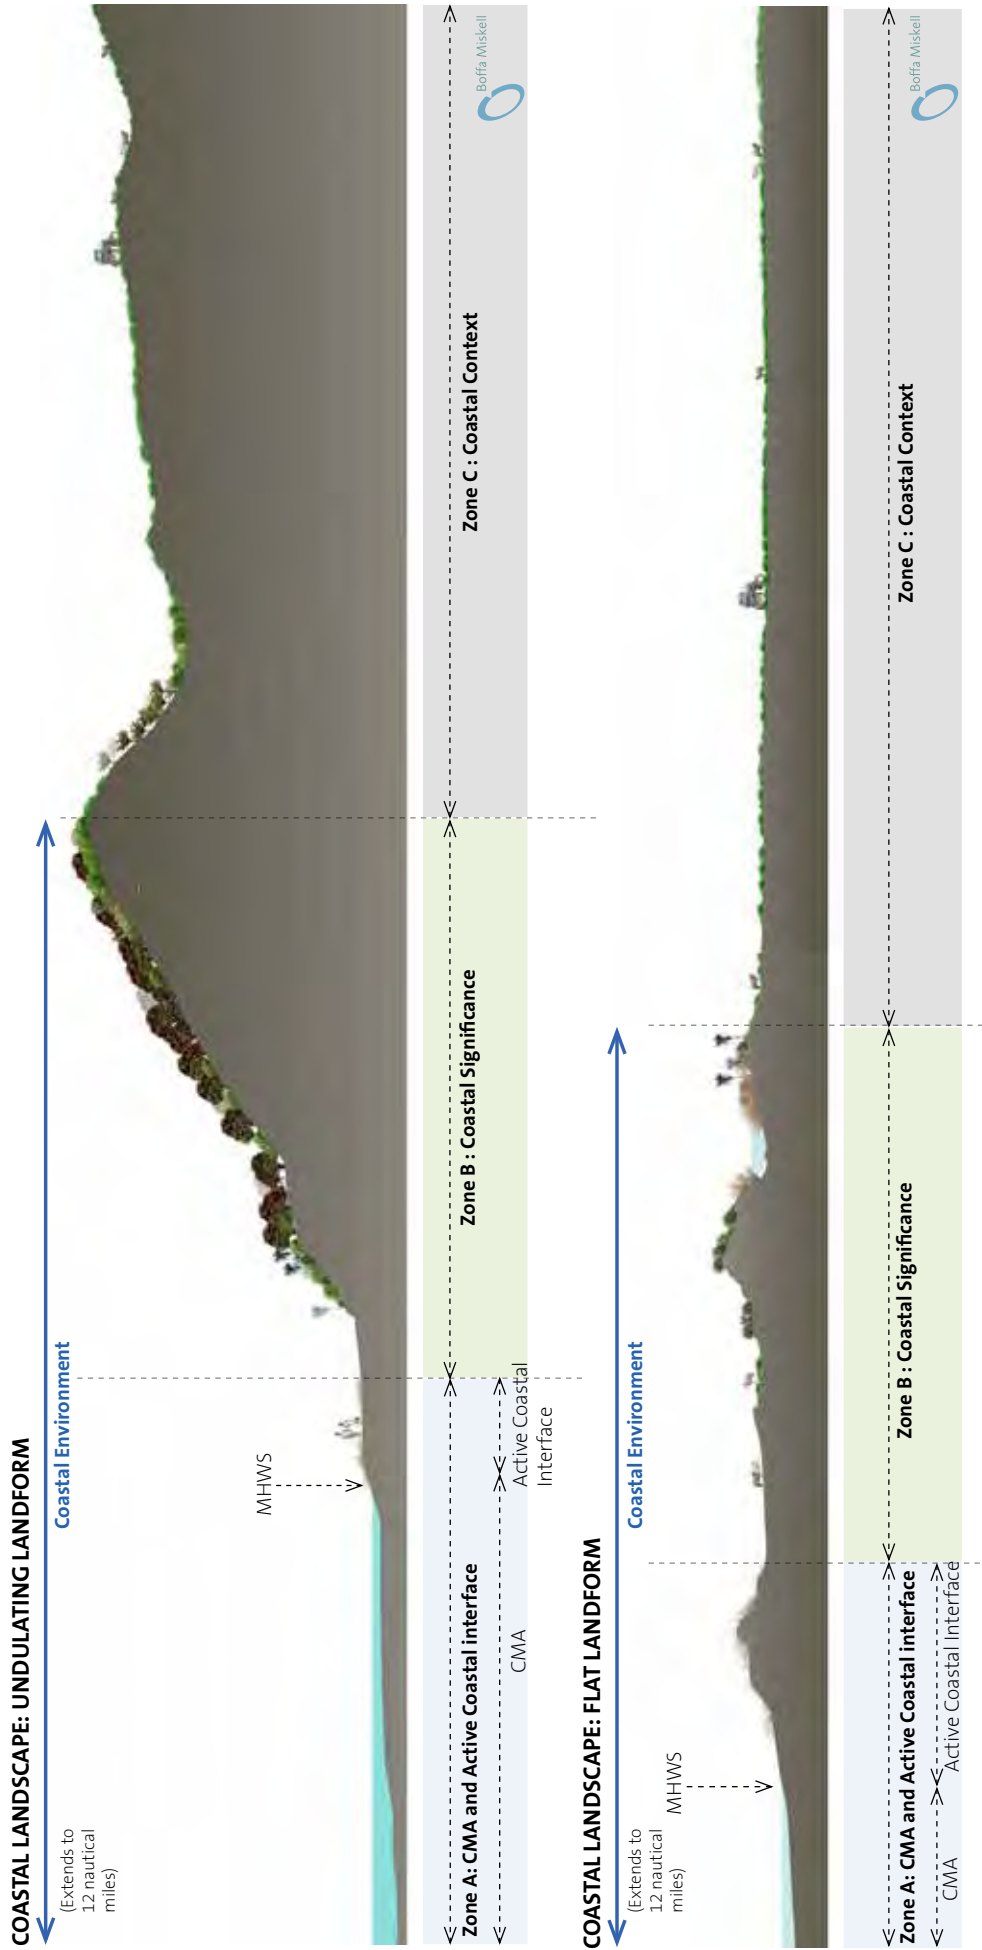 COASTAL LANDSCAPE: UNDULATING LANDFORM
Coastal Environment
(Extends to
12 nautical
miles)
MHWS
Zone A: CMA and Active Coastal interface
Zone B : Coastal Significance
Zone C : Coastal Context
CMA
Active Coastal
Interface
Boffa Miskell
COASTAL LANDSCAPE: FLAT LANDFORM
Coastal Environment
(Extends to
12 nautical
miles)
MHWS
Zone A: CMA and Active Coastal interface
Zone B : Coastal Significance
Zone C : Coastal Context
CMA
Active Coastal Interface
Boffa Miskell